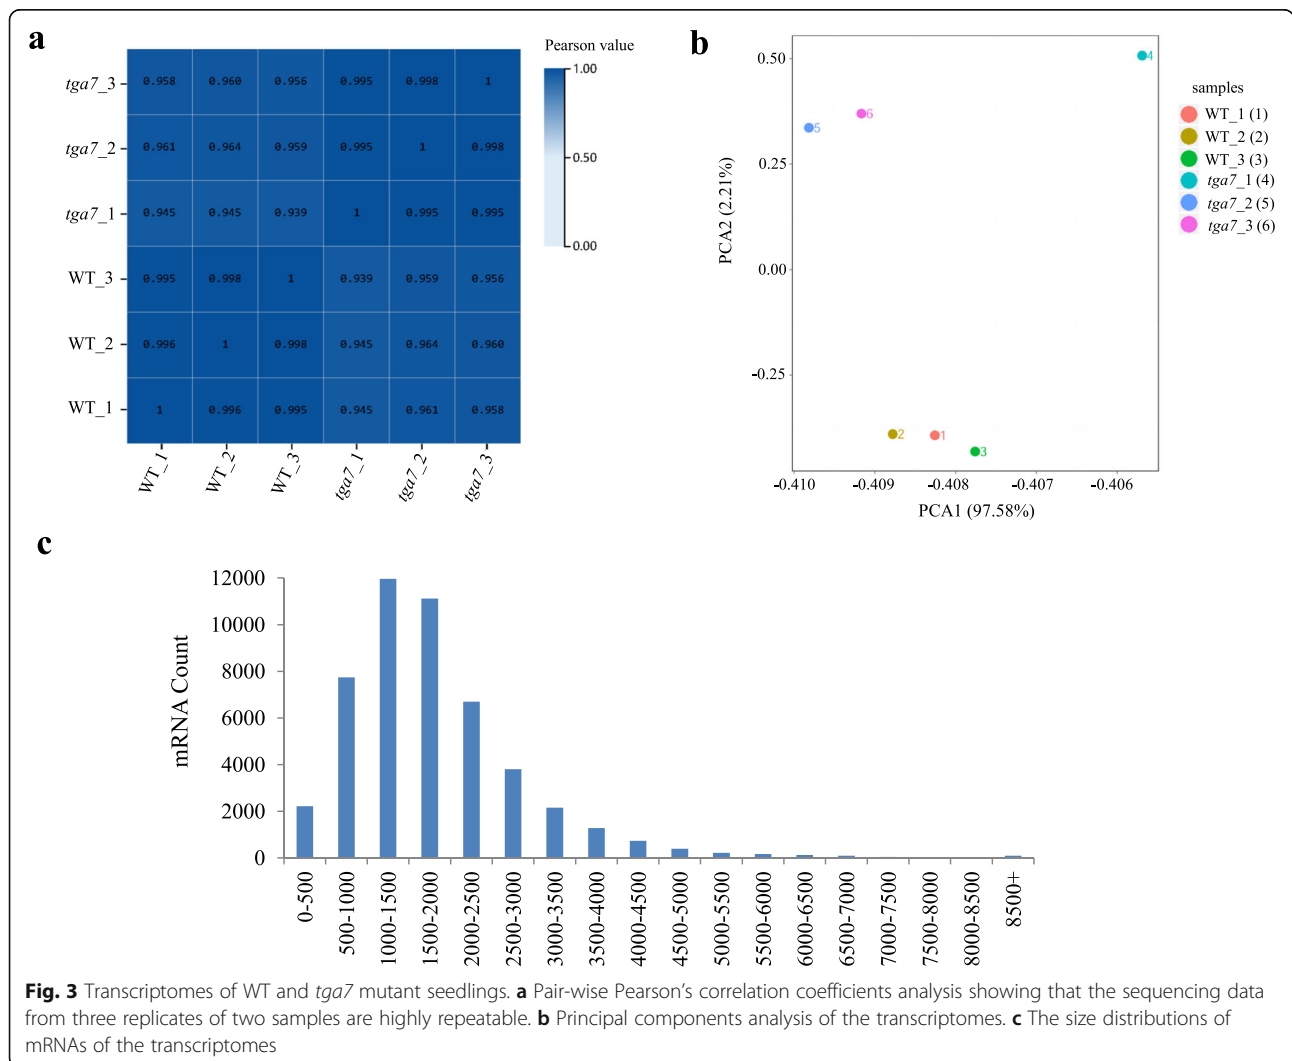 a
Pearson value
tga7_3 0.958 0.960 0.956 0.995 0.998 1
tga7_2 0.961 0.964 0.959 0.995 1 0.998
tga7_1 0.945 0.945 0.939 1 0.995 0.995
WT_3 0.995 0.998 1 0.939 0.959 0.956
WT_2 0.996 1 0.998 0.945 0.964 0.960
WT_1 1 0.996 0.995 0.945 0.961 0.958
WT_1 WT_2 WT_3 tga7_1 tga7_2 tga7_3
1.00
0.50
0.00
b
PCA2 (2.21%)
0.50
0.25
0.00
-0.25
4
6
5
2
1
3
-0.410 -0.409 -0.408 -0.407 -0.406
PCA1 (97.58%)
samples
WT_1 (1)
WT_2 (2)
WT_3 (3)
tga7_1 (4)
tga7_2 (5)
tga7_3 (6)
c
mRNA Count
12000
10000
8000
6000
4000
2000
0
0-500 500-1000 1000-1500 1500-2000 2000-2500 2500-3000 3000-3500 3500-4000 4000-4500 4500-5000 5000-5500 5500-6000 6000-6500 6500-7000 7000-7500 7500-8000 8000-8500 8500+
Fig. 3 Transcriptomes of WT and tga7 mutant seedlings. a Pair-wise Pearson's correlation coefficients analysis showing that the sequencing data
from three replicates of two samples are highly repeatable. b Principal components analysis of the transcriptomes. c The size distributions of
mRNAs of the transcriptomes